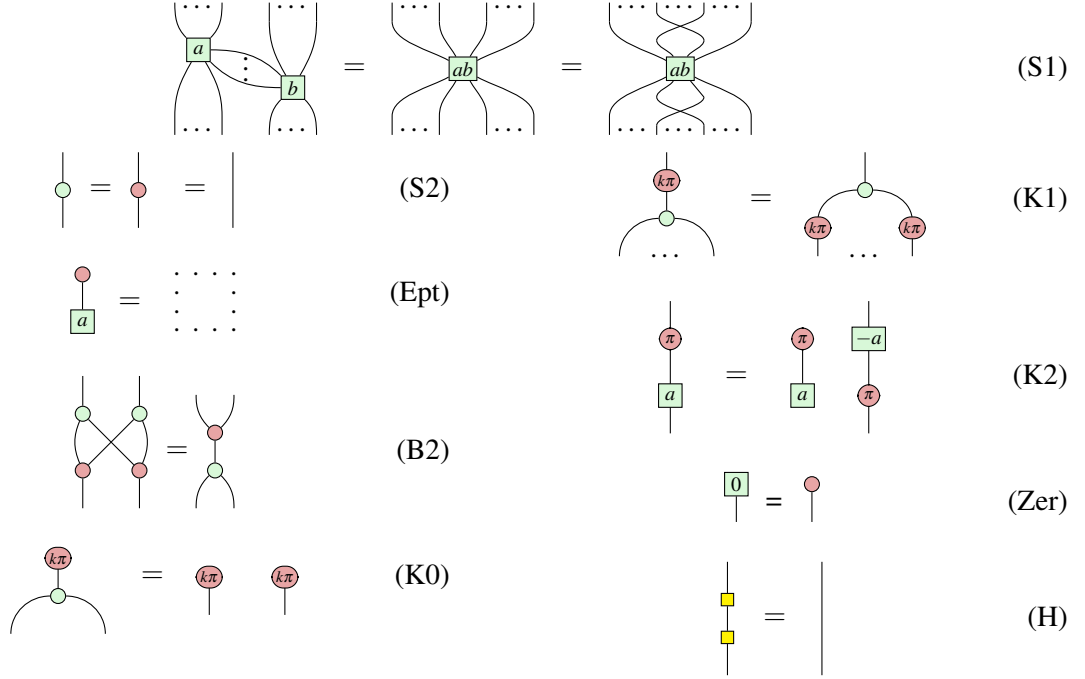 ... ... ... ... ... ...
a b = ab = ab (S1)
... ... ... ... ... ...
= = (S2)
kπ = kπ kπ (K1)
... ...
a = (Ept)
π a = π a −a π (K2)
= (B2)
0 = (Zer)
kπ = kπ kπ (K0)
= (H)